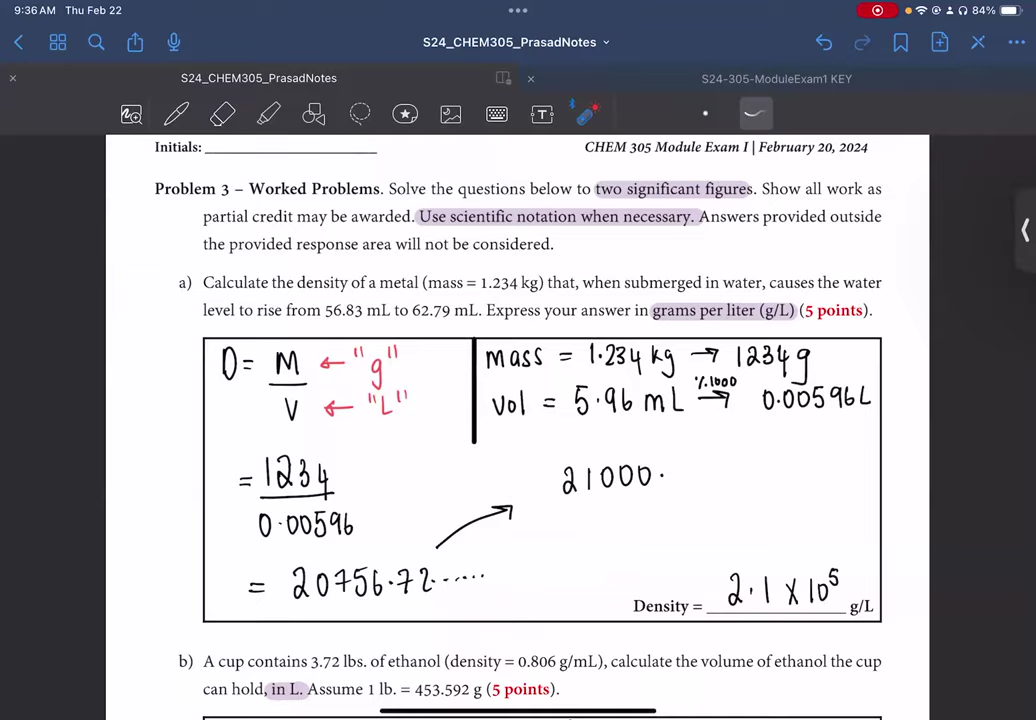 9:36 AM Thu Feb 22
84%
S24_CHEM305_PrasadNotes
S24_CHEM305_PrasadNotes
S24-305-ModuleExam1 KEY
Initials:
CHEM 305 Module Exam I | February 20, 2024
Problem 3 – Worked Problems. Solve the questions below to two significant figures. Show all work as
partial credit may be awarded. Use scientific notation when necessary. Answers provided outside
the provided response area will not be considered.
a) Calculate the density of a metal (mass = 1.234 kg) that, when submerged in water, causes the water
level to rise from 56.83 mL to 62.79 mL. Express your answer in grams per liter (g/L) (5 points).
D = M ← "g"
V ← "L"
mass = 1.234 kg → 1234g
%1000
vol = 5.96 mL → 0.00596L
= 1234
0.00596
21000.
= 20756.72.....
Density = 2.1 x 10^5 g/L
b) A cup contains 3.72 lbs. of ethanol (density = 0.806 g/mL), calculate the volume of ethanol the cup
can hold, in L. Assume 1 lb. = 453.592 g (5 points).